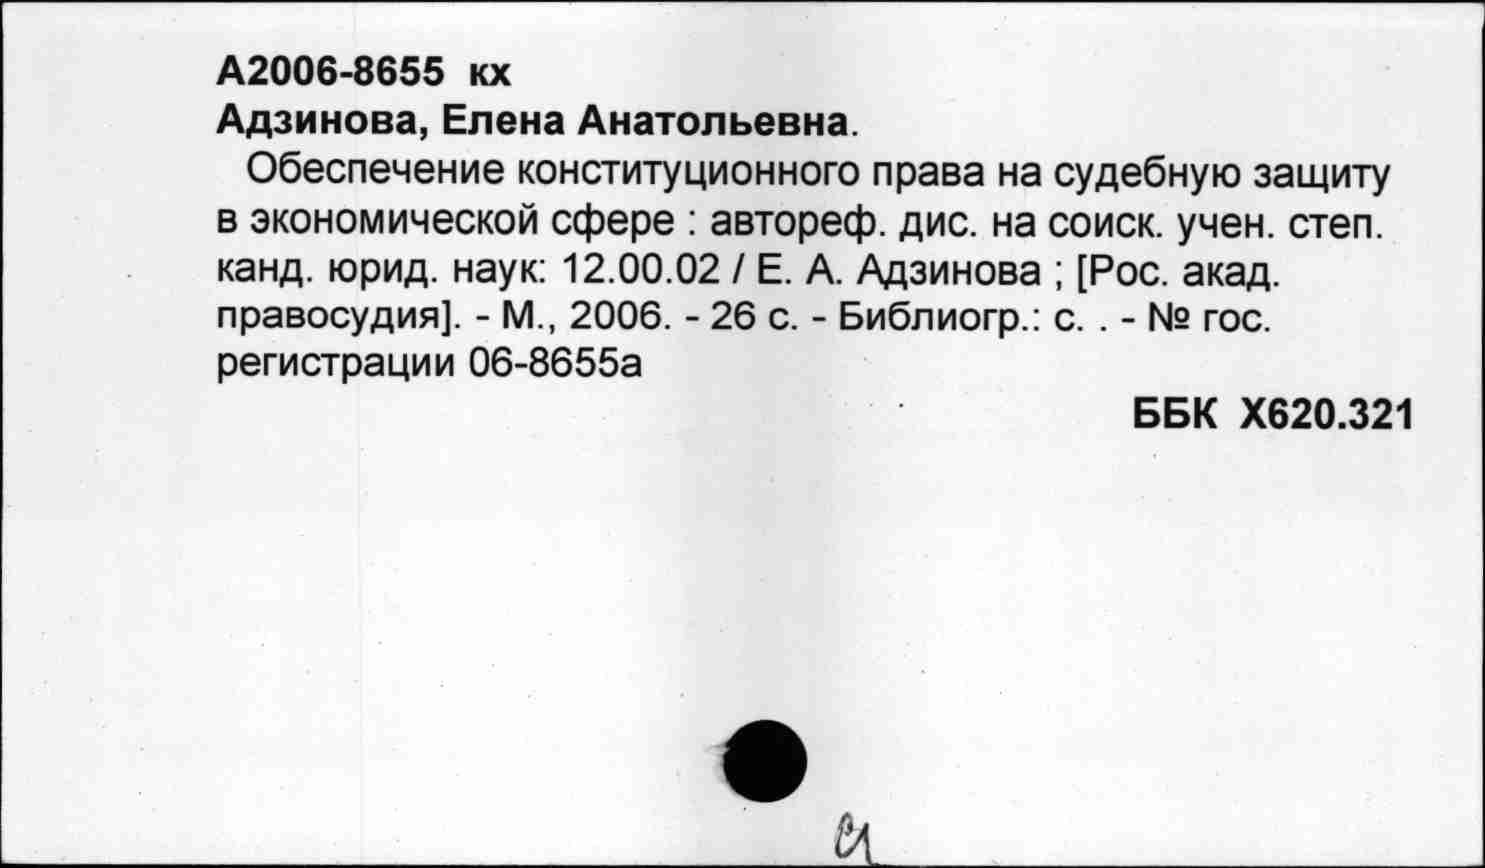 А2006-8655 кх
Адзинова, Елена Анатольевна.
Обеспечение конституционного права на судебную защиту
в экономической сфере : автореф. дис. на соиск. учен. степ.
канд. юрид. наук: 12.00.02 / Е. А. Адзинова ; [Рос. акад.
правосудия]. - М., 2006. - 26 с. - Библиогр.: с. . - № гос.
регистрации 06-8655а
ББК Х620.321